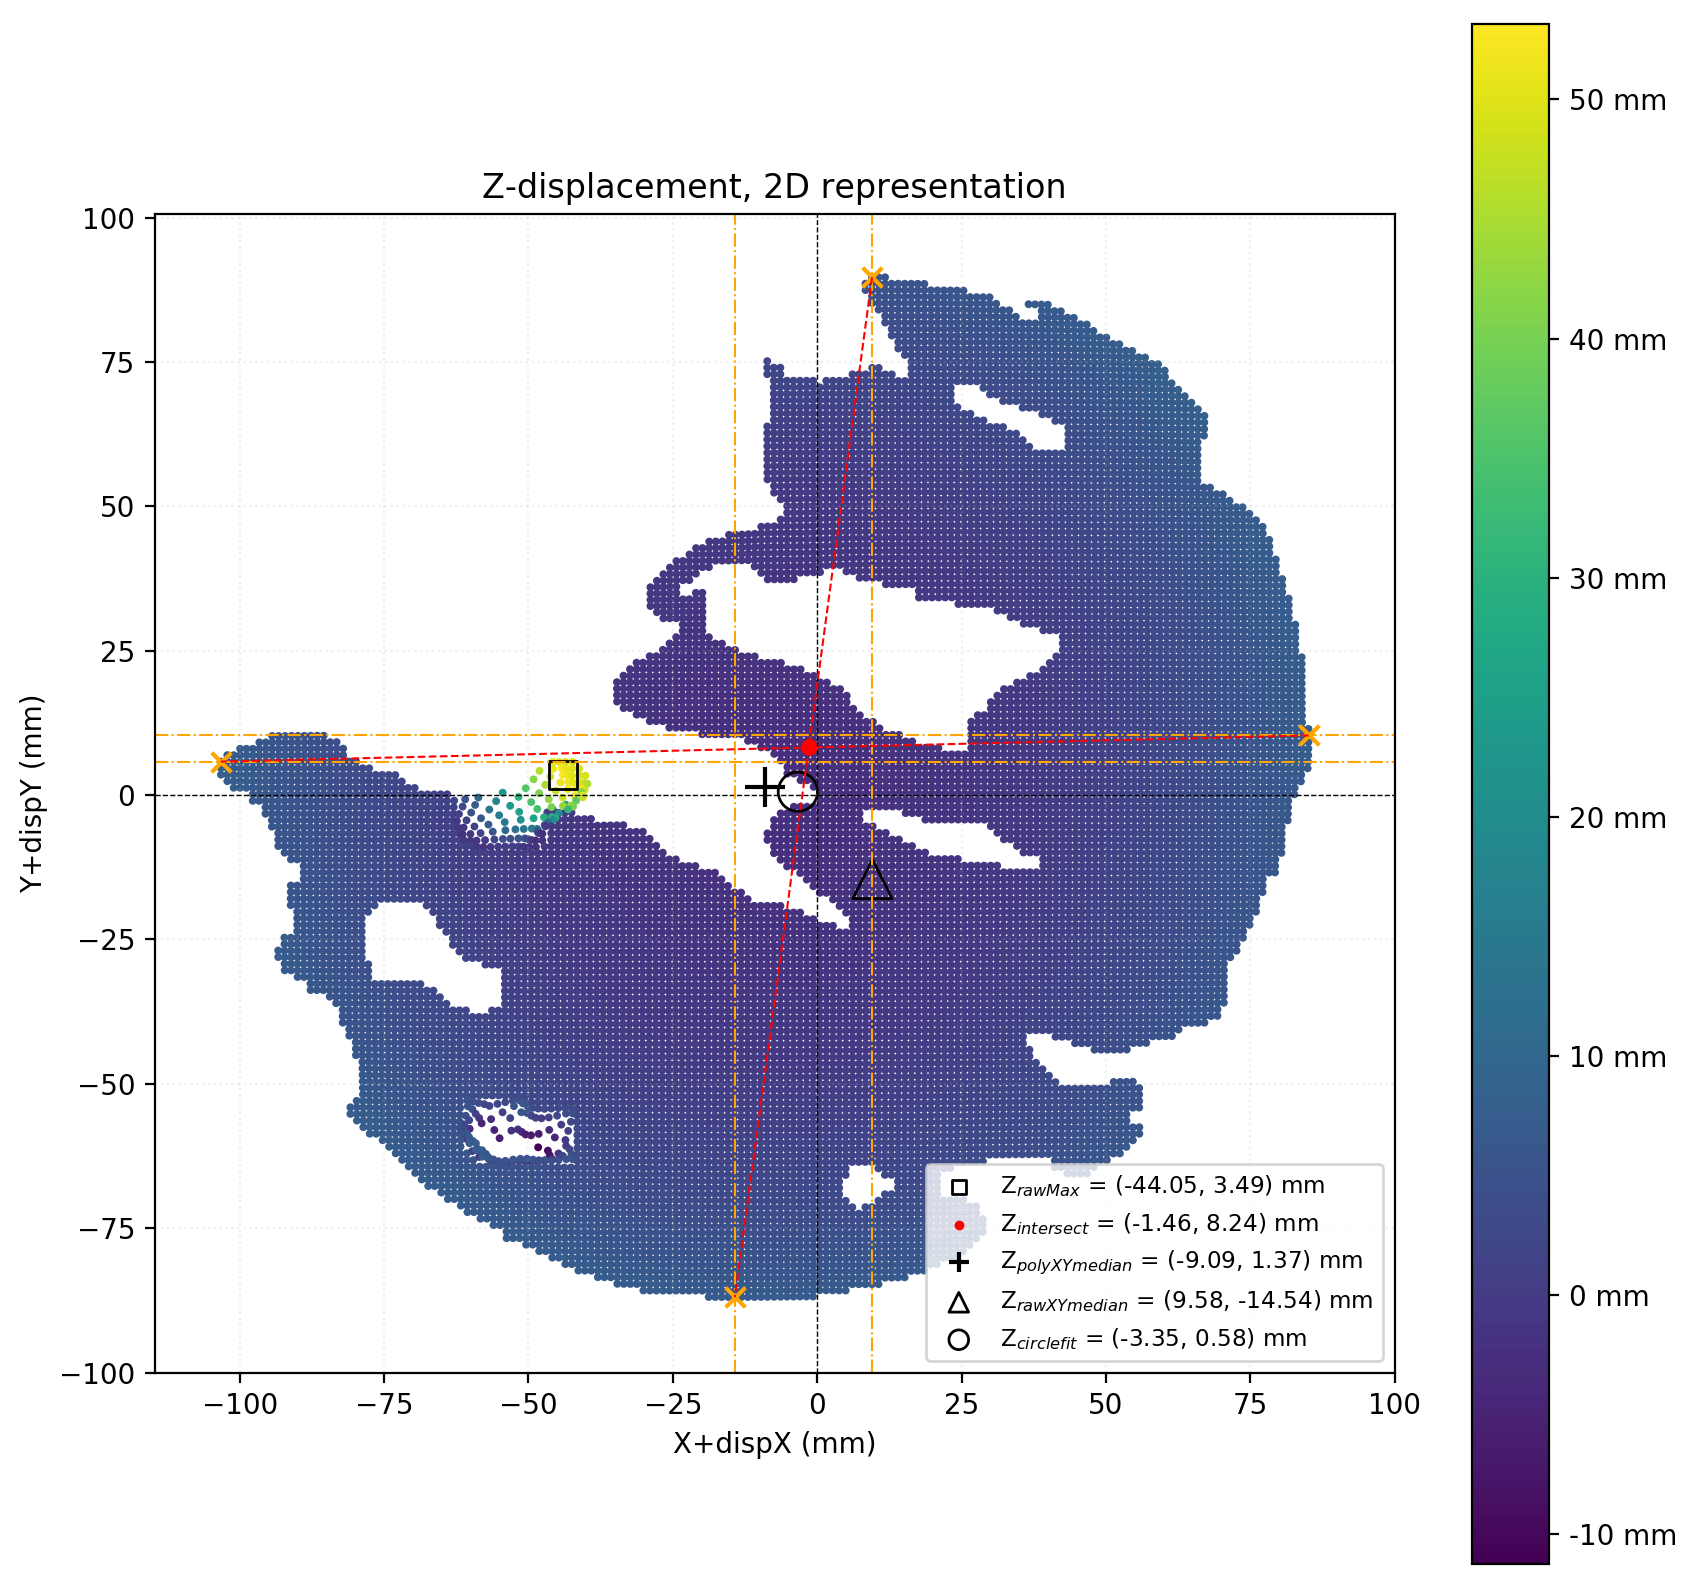 Z-displacement, 2D representation
100
75
50
25
0
−25
−50
−75
−100
Y+dispY (mm)
−100
−75
−50
−25
0
25
50
75
100
X+dispX (mm)
Z_rawMax = (-44.05, 3.49) mm
Z_intersect = (-1.46, 8.24) mm
Z_polyXYmedian = (-9.09, 1.37) mm
Z_rawXYmedian = (9.58, -14.54) mm
Z_circlefit = (-3.35, 0.58) mm
50 mm
40 mm
30 mm
20 mm
10 mm
0 mm
-10 mm